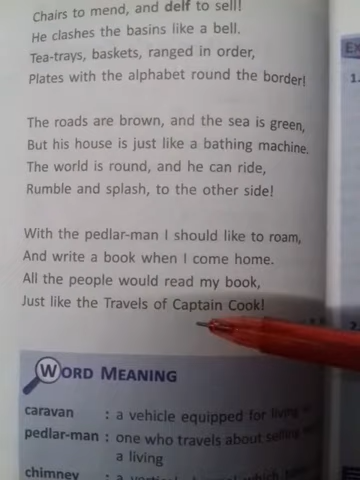 Chairs to mend, and delf to sell!
He clashes the basins like a bell.
Tea-trays, baskets, ranged in order,
Plates with the alphabet round the border!
The roads are brown, and the sea is green,
But his house is just like a bathing machine.
The world is round, and he can ride,
Rumble and splash, to the other side!
With the pedlar-man I should like to roam,
And write a book when I come home.
All the people would read my book,
Just like the Travels of Captain Cook!
WORD MEANING
caravan : a vehicle equipped for living
pedlar-man : one who travels about selling
a living
chimney : a
which
1.
2.